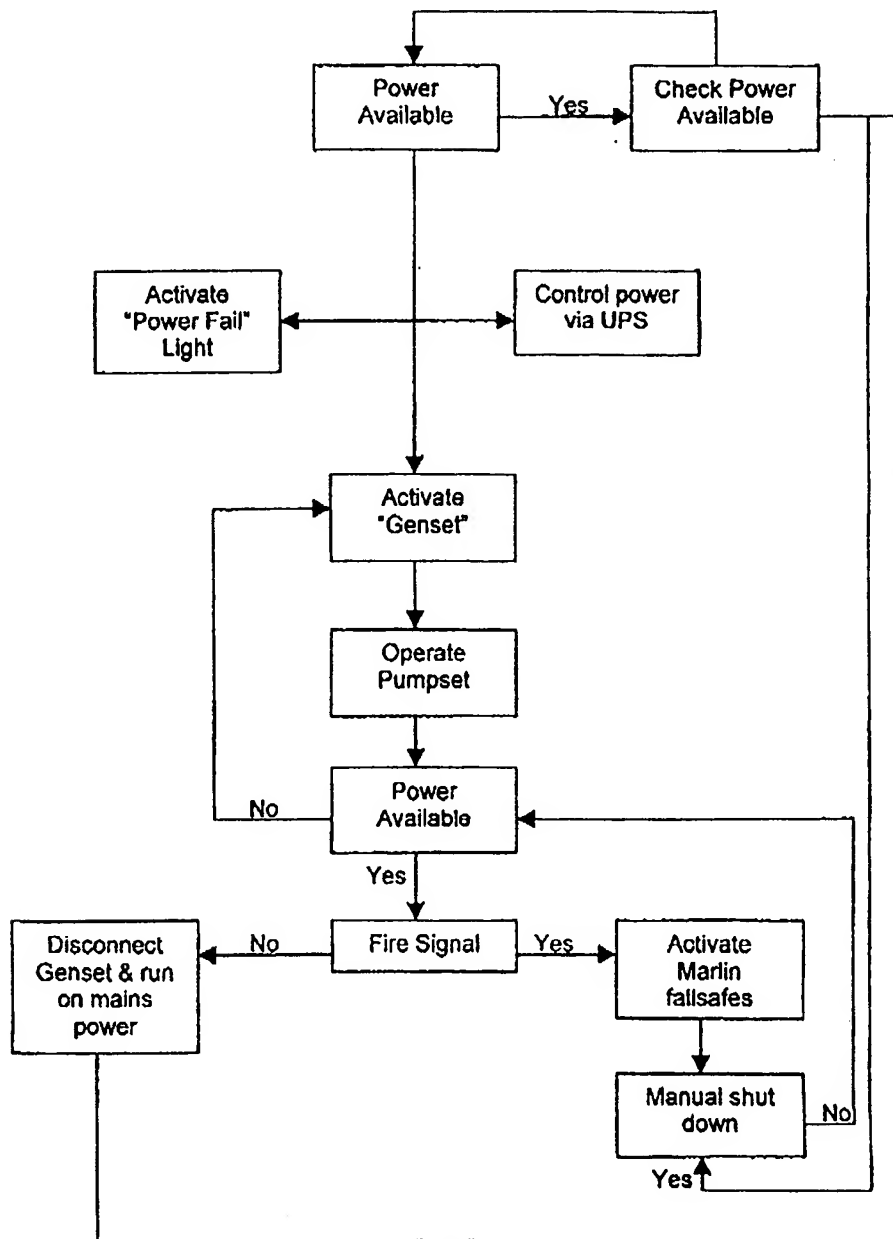 Power
Available
Yes
Check Power
Available
Activate
"Power Fail"
Light
Control power
via UPS
Activate
"Genset"
Operate
Pumpset
Power
Available
No
Yes
Fire Signal
No
Yes
Disconnect
Genset & run
on mains
power
Activate
Marlin
failsafes
Manual shut
down
No
Yes